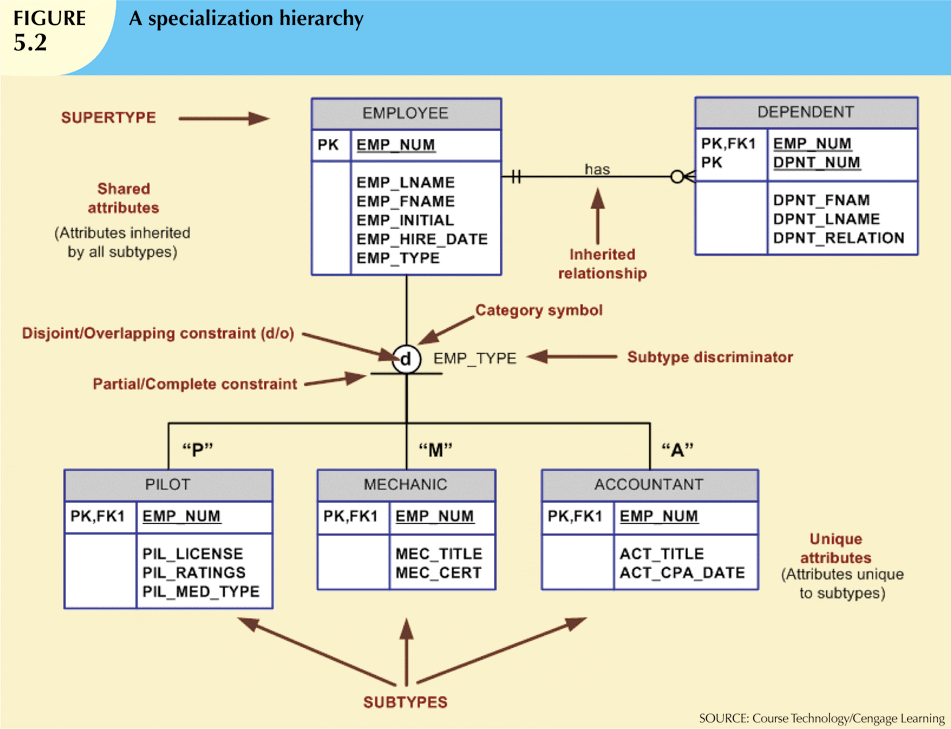 FIGURE
5.2
A specialization hierarchy
SUPERTYPE
Shared
attributes
(Attributes inherited
by all subtypes)
EMPLOYEE
PK EMP_NUM
EMP_LNAME
EMP_FNAME
EMP_INITIAL
EMP_HIRE_DATE
EMP_TYPE
has
Inherited
relationship
DEPENDENT
PK,FK1 EMP_NUM
PK DPNT_NUM
DPNT_FNAM
DPNT_LNAME
DPNT_RELATION
Category symbol
Disjoint/Overlapping constraint (d/o)
d
EMP_TYPE
Subtype discriminator
Partial/Complete constraint
“P”
“M”
“A”
PILOT
PK,FK1 EMP_NUM
PIL_LICENSE
PIL_RATINGS
PIL_MED_TYPE
MECHANIC
PK,FK1 EMP_NUM
MEC_TITLE
MEC_CERT
ACCOUNTANT
PK,FK1 EMP_NUM
ACT_TITLE
ACT_CPA_DATE
Unique
attributes
(Attributes unique
to subtypes)
SUBTYPES
SOURCE: Course Technology/Cengage Learning